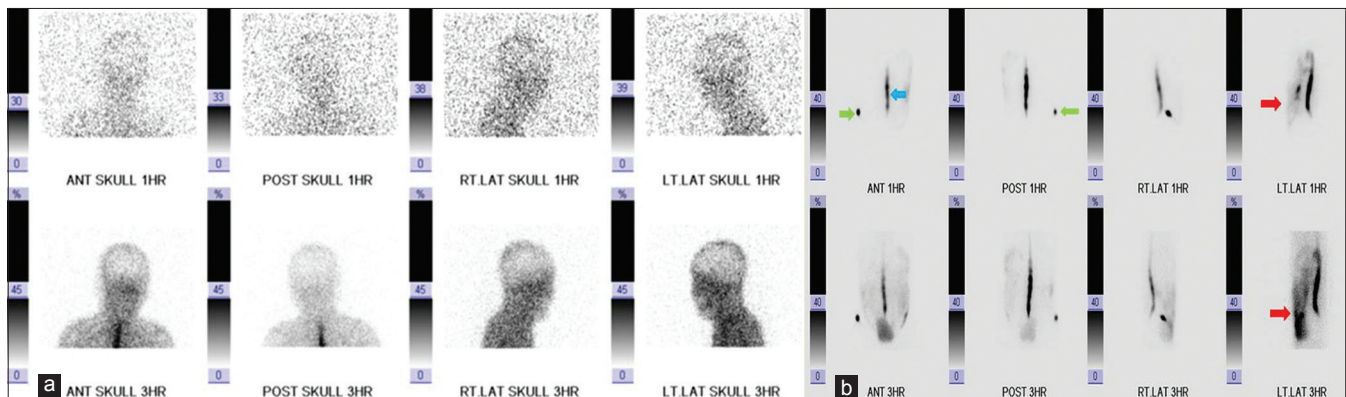 30
0
ANT SKULL 1HR
33
0
POST SKULL 1HR
38
0
RT.LAT SKULL 1HR
39
0
LT.LAT SKULL 1HR
%
45
0
ANT SKULL 3HR
%
45
0
POST SKULL 3HR
%
45
0
RT.LAT SKULL 3HR
%
45
0
LT.LAT SKULL 3HR
a
40
0
ANT 1HR
40
0
POST 1HR
40
0
RT.LAT 1HR
40
0
LT.LAT 1HR
%
40
0
ANT 3HR
%
40
0
POST 3HR
%
40
0
RT.LAT 3HR
%
40
0
LT.LAT 3HR
b